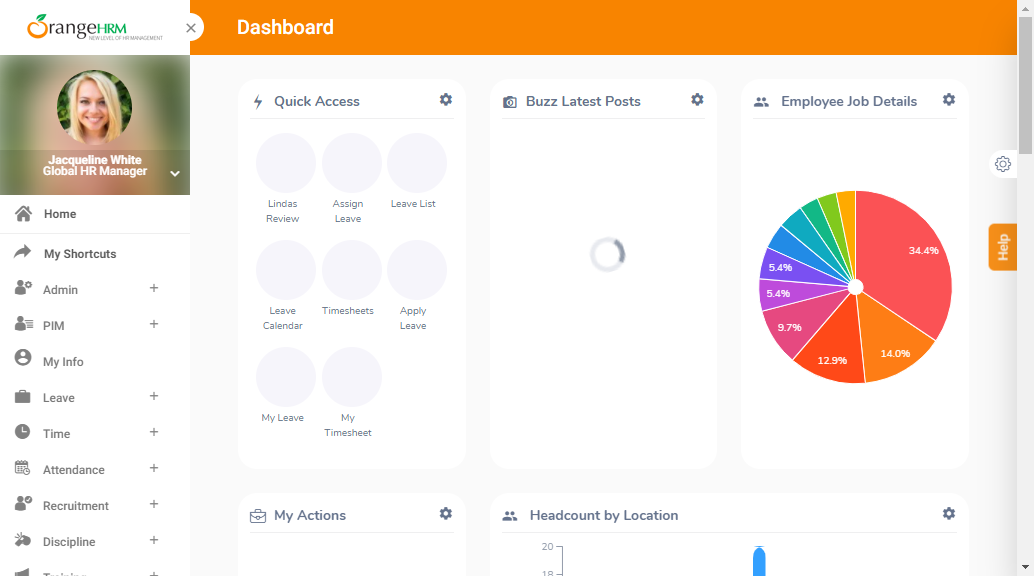 OrangeHRM
NEW LEVEL OF HR MANAGEMENT
Dashboard
Jacqueline White
Global HR Manager
Home
My Shortcuts
Admin
PIM
My Info
Leave
Time
Attendance
Recruitment
Discipline
Training
Quick Access
Lindas
Review
Assign
Leave
Leave List
Leave
Calendar
Timesheets
Apply
Leave
My Leave
My
Timesheet
Buzz Latest Posts
Employee Job Details
34.4%
5.4%
5.4%
9.7%
12.9%
14.0%
Help
My Actions
Headcount by Location
20
18